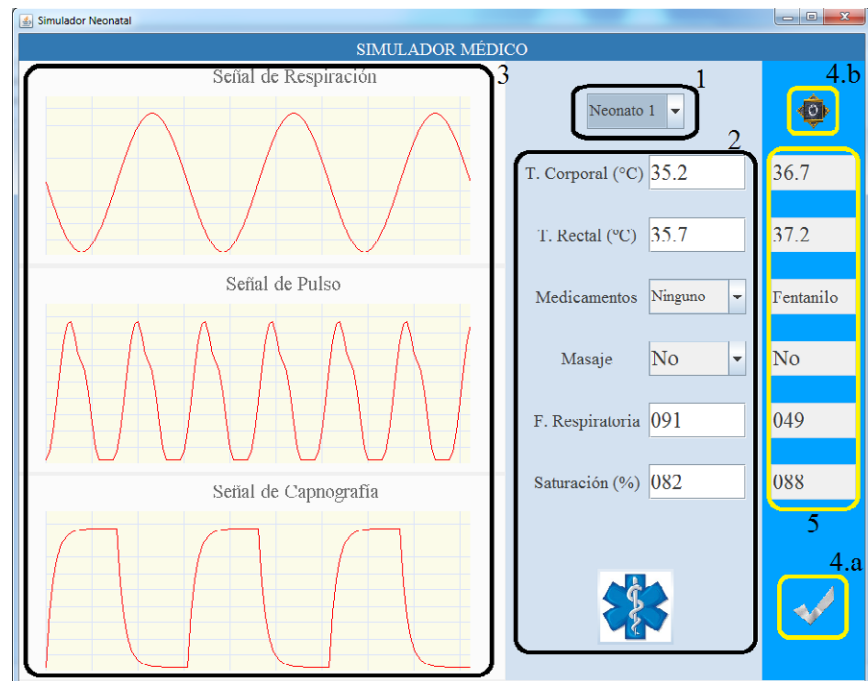 Simulador Neonatal
SIMULADOR MÉDICO
Señal de Respiración
3
1
4.b
Neonato 1
2
T. Corporal (°C) 35.2 36.7
T. Rectal (°C) 35.7 37.2
Señal de Pulso
Medicamentos Ninguno Fentanilo
Masaje No No
F. Respiratoria 091 049
Señal de Capnografía
Saturación (%) 082 088
5
4.a